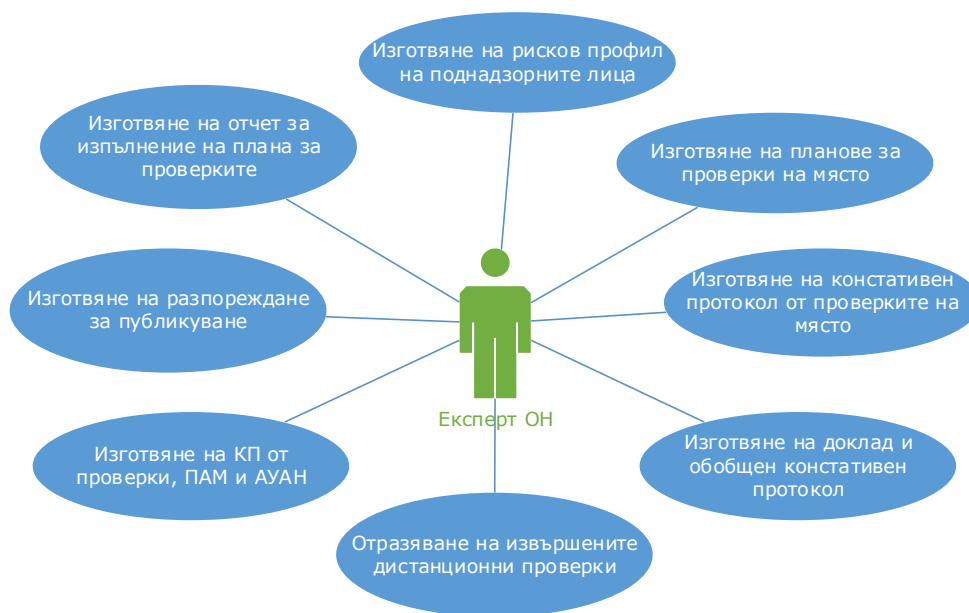 Изготвяне на рисков профил
на поднадзорните лица
Изготвяне на отчет за
изпълнение на плана за
проверките
Изготвяне на планове за
проверки на място
Изготвяне на разпореждане
за публикуване
Изготвяне на констативен
протокол от проверките на
място
Експерт ОН
Изготвяне на КП от
проверки, ПАМ и АУАН
Изготвяне на доклад и
обобщен констативен
протокол
Отразяване на извършените
дистанционни проверки